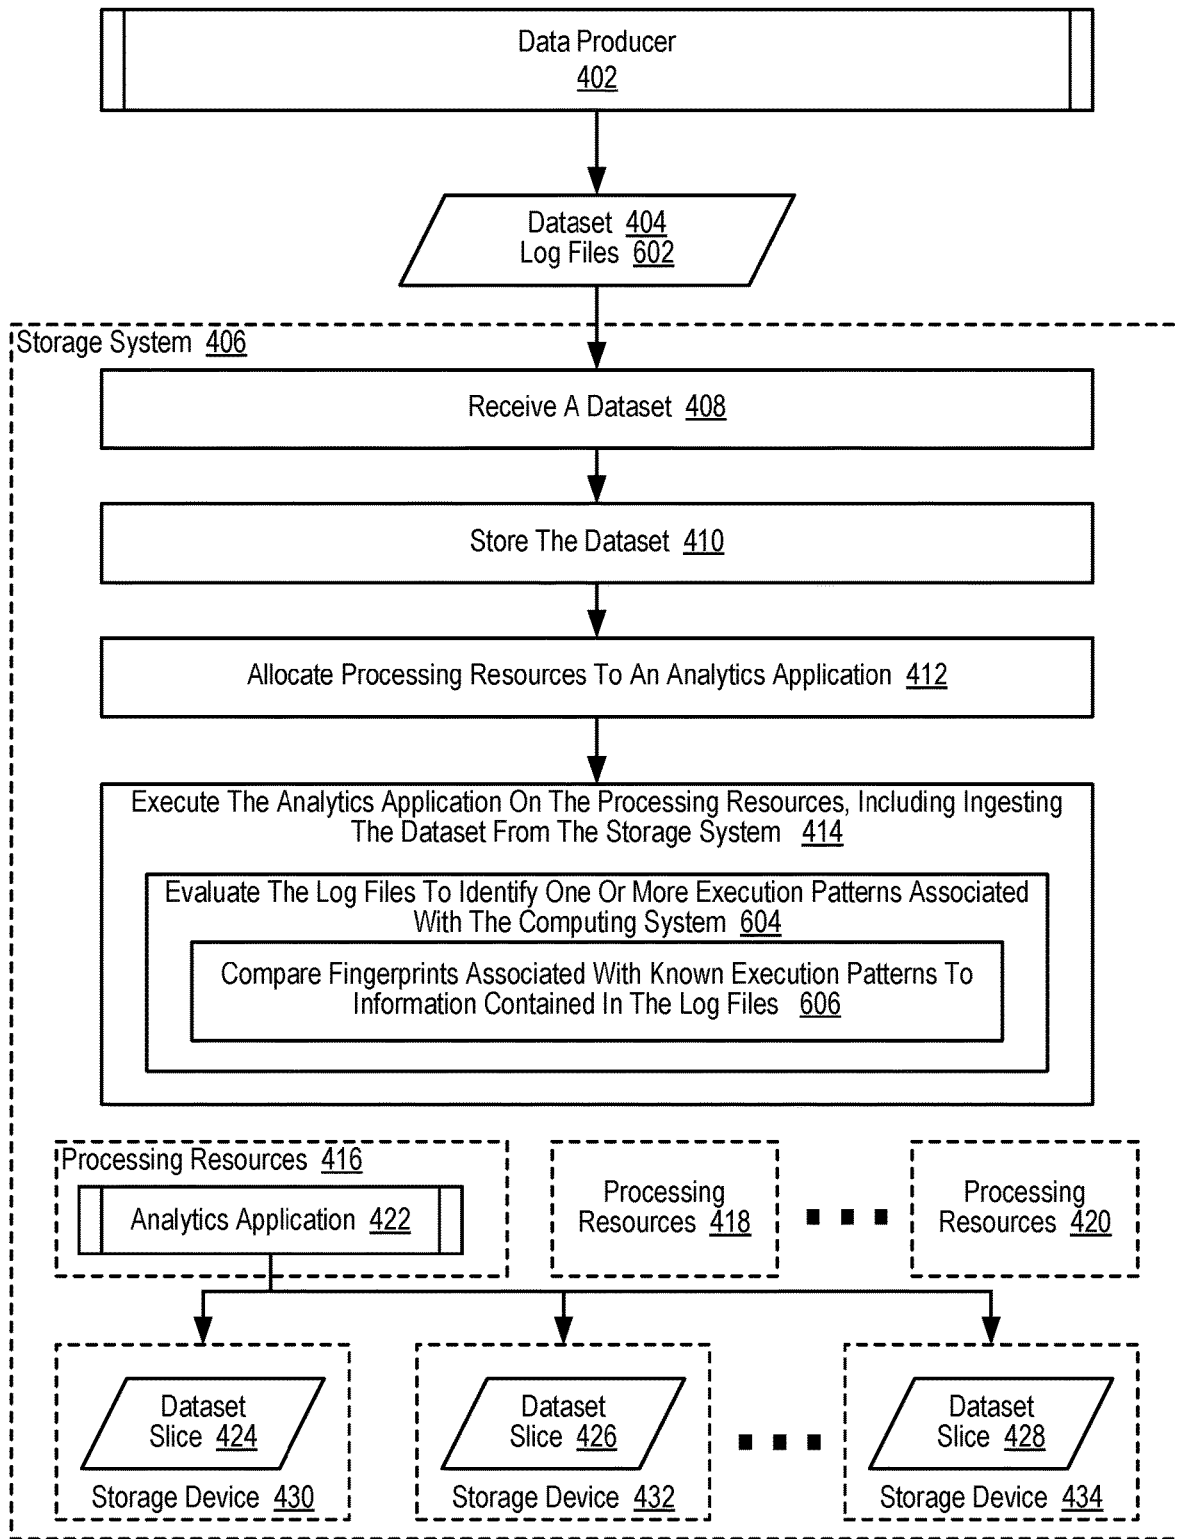 Data Producer
402
Dataset 404
Log Files 602
Storage System 406
Receive A Dataset 408
Store The Dataset 410
Allocate Processing Resources To An Analytics Application 412
Execute The Analytics Application On The Processing Resources, Including Ingesting
The Dataset From The Storage System 414
Evaluate The Log Files To Identify One Or More Execution Patterns Associated
With The Computing System 604
Compare Fingerprints Associated With Known Execution Patterns To
Information Contained In The Log Files 606
Processing Resources 416
Analytics Application 422
Processing
Resources 418
Processing
Resources 420
Dataset
Slice 424
Storage Device 430
Dataset
Slice 426
Storage Device 432
Dataset
Slice 428
Storage Device 434